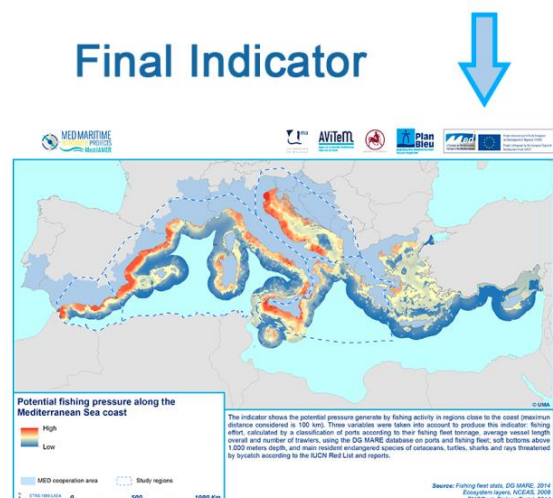 Final Indicator
MED MARITIME
PROJECTS
MedIAMER
uma
AViTeM
Plan
Bleu
Med
© UMA
Potential fishing pressure along the
Mediterranean Sea coast
High
Low
MED cooperation area
Study regions
0 500 1000 Km
The indicator shows the potential pressure generate by fishing activity in regions close to the coast (maximun
distance considered is 100 km). Three variables were taken into account to produce this indicator: fishing
effort, calculated by a classification of ports according to their fishing fleet tonnage, average vessel length
overall and number of trawlers, using the DG MARE database on ports and fishing fleet; soft bottoms above
1.000 meters depth, and main resident endangered species of cetaceans, turtles, sharks and rays threatened
by bycatch according to the IUCN Red List and reports.
Source: Fishing fleet stats, DG MARE, 2014
Ecosystem layers, NCEAS, 2008